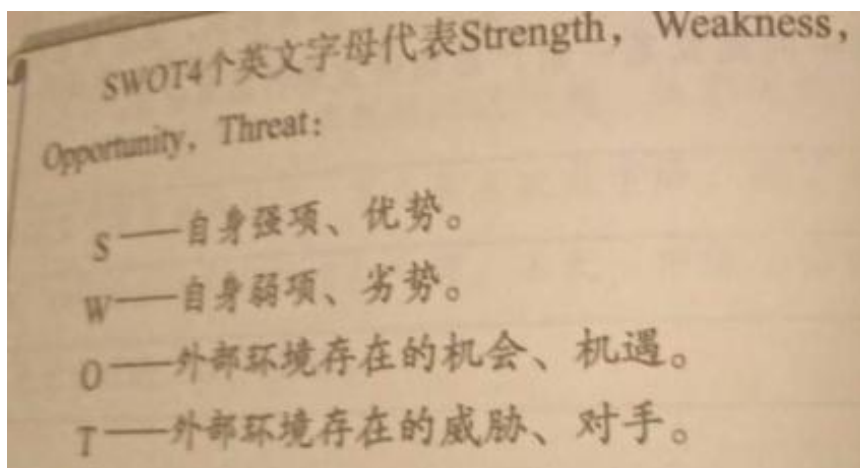 SWOT4个英文字母代表Strength，Weakness，
Opportunity，Threat：
S——自身强项、优势。
W——自身弱项、劣势。
O——外部环境存在的机会、机遇。
T——外部环境存在的威胁、对手。